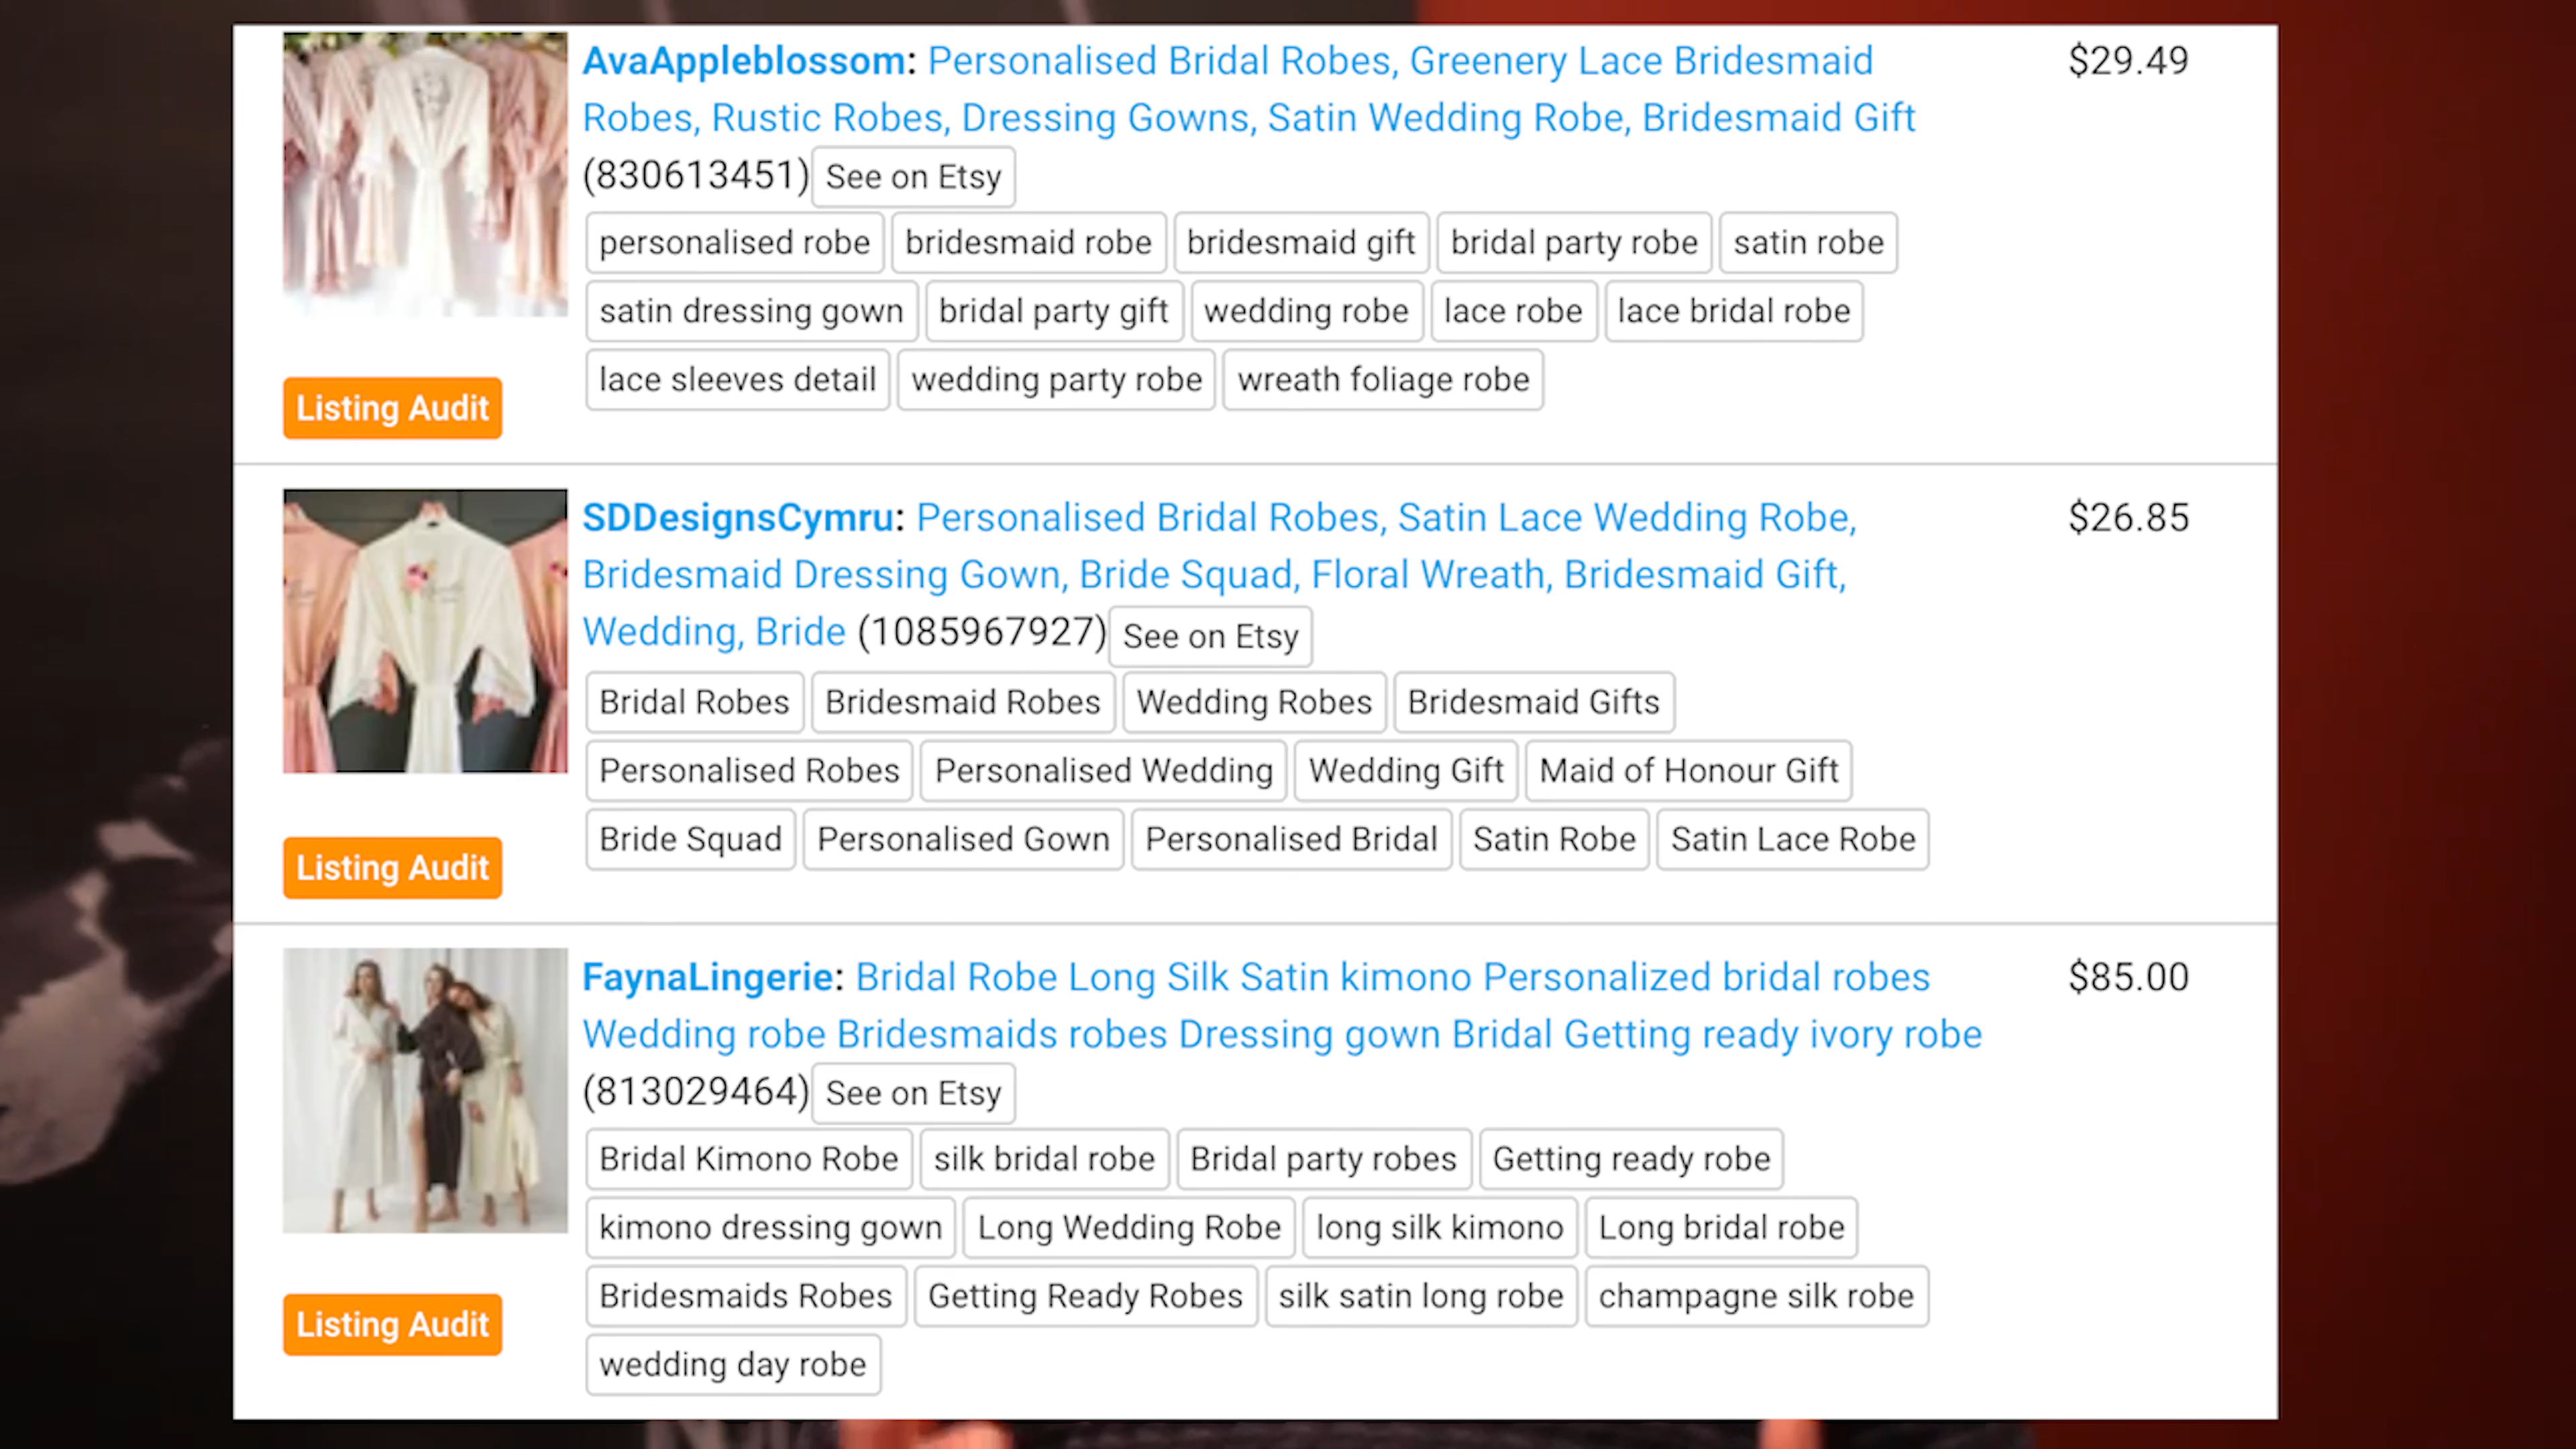 AvaAppleblossom: Personalised Bridal Robes, Greenery Lace Bridesmaid
$29.49
Robes, Rustic Robes, Dressing Gowns, Satin Wedding Robe, Bridesmaid Gift
(830613451) See on Etsy
personalised robe bridesmaid robe bridesmaid gift bridal party robe satin robe
satin dressing gown bridal party gift wedding robe lace robe lace bridal robe
lace sleeves detail wedding party robe wreath foliage robe
Listing Audit
SDDesignsCymru: Personalised Bridal Robes, Satin Lace Wedding Robe,
$26.85
Bridesmaid Dressing Gown, Bride Squad, Floral Wreath, Bridesmaid Gift,
Wedding, Bride (1085967927) See on Etsy
Bridal Robes Bridesmaid Robes Wedding Robes Bridesmaid Gifts
Personalised Robes Personalised Wedding Wedding Gift Maid of Honour Gift
Bride Squad Personalised Gown Personalised Bridal Satin Robe Satin Lace Robe
Listing Audit
FaynaLingerie: Bridal Robe Long Silk Satin kimono Personalized bridal robes
$85.00
Wedding robe Bridesmaids robes Dressing gown Bridal Getting ready ivory robe
(813029464) See on Etsy
Bridal Kimono Robe silk bridal robe Bridal party robes Getting ready robe
kimono dressing gown Long Wedding Robe long silk kimono Long bridal robe
Bridesmaids Robes Getting Ready Robes silk satin long robe champagne silk robe
Listing Audit
wedding day robe